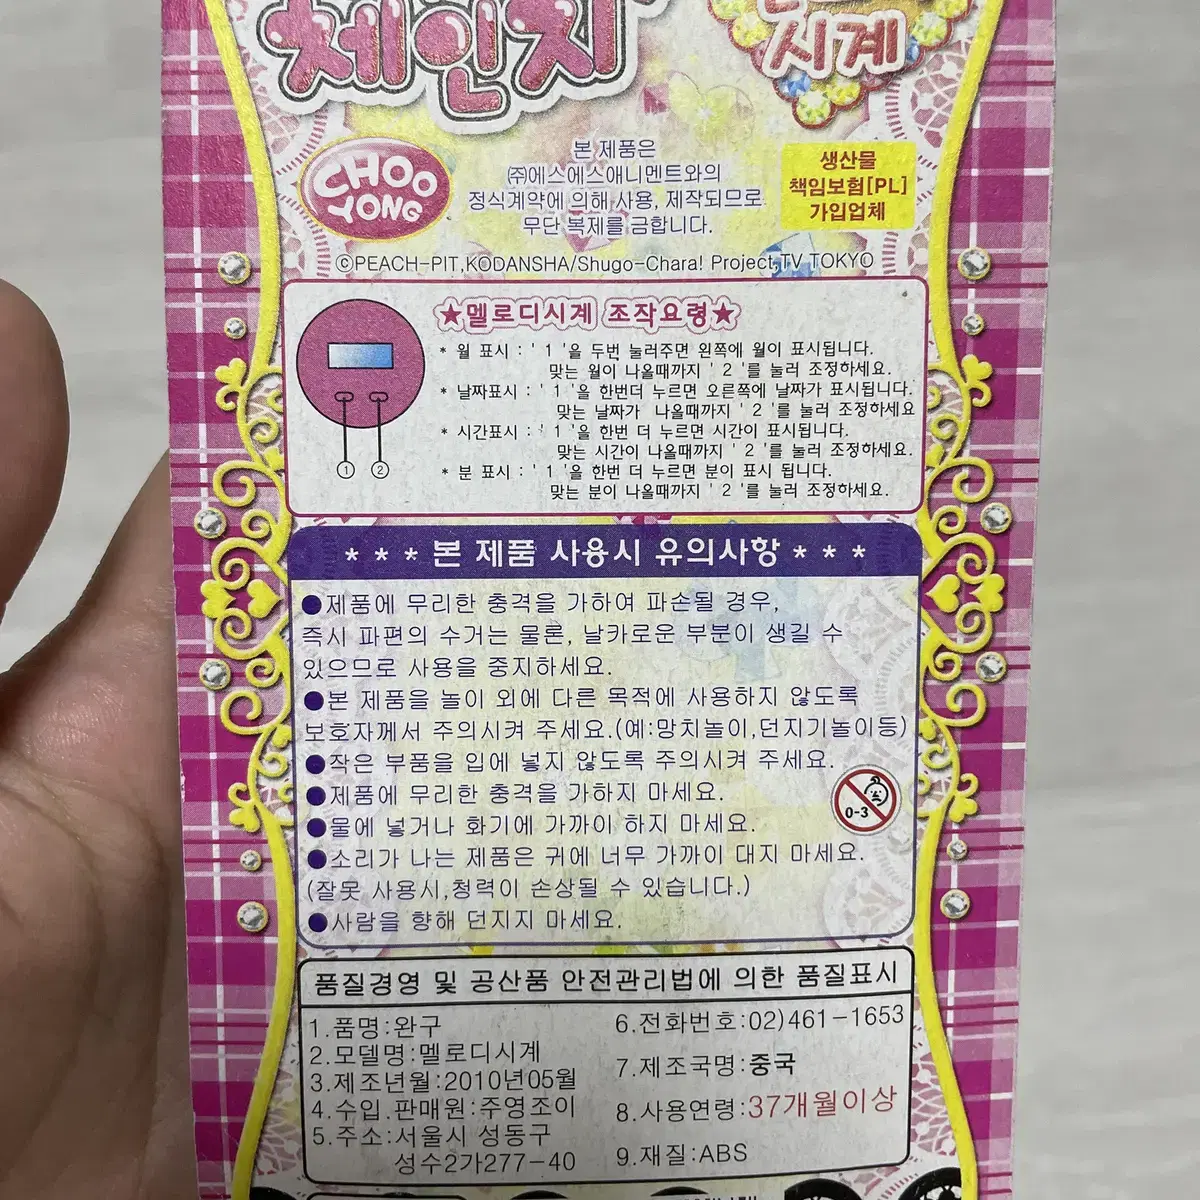 체인지
시계
CHOO
YONG
본 제품은
㈜에스에스애니멘트와의
정식계약에 의해 사용, 제작되므로
무단 복제를 금합니다.
생산물
책임보험[PL]
가입업체
©PEACH-PIT,KODANSHA/Shugo-Chara! Project,TV TOKYO
★멜로디시계 조작요령★
* 월 표시 : ' 1 '을 두번 눌러주면 왼쪽에 월이 표시됩니다.
맞는 월이 나올때까지 ' 2 '를 눌러 조정하세요.
* 날짜표시 : ' 1 '을 한번더 누르면 오른쪽에 날짜가 표시됩니다.
맞는 날짜가 나올때까지 ' 2 '를 눌러 조정하세요
* 시간표시 : ' 1 '을 한번 더 누르면 시간이 표시됩니다.
맞는 시간이 나올때까지 ' 2 '를 눌러 조정하세요.
* 분 표시 : ' 1 '을 한번 더 누르면 분이 표시 됩니다.
맞는 분이 나올때까지 ' 2 '를 눌러 조정하세요.
① ②
* * * 본 제품 사용시 유의사항 * * *
●제품에 무리한 충격을 가하여 파손될 경우,
즉시 파편의 수거는 물론, 날카로운 부분이 생길 수
있으므로 사용을 중지하세요.
●본 제품을 놀이 외에 다른 목적에 사용하지 않도록
보호자께서 주의시켜 주세요.(예:망치놀이,던지기놀이등)
●작은 부품을 입에 넣지 않도록 주의시켜 주세요.
●제품에 무리한 충격을 가하지 마세요.
●물에 넣거나 화기에 가까이 하지 마세요.
●소리가 나는 제품은 귀에 너무 가까이 대지 마세요.
(잘못 사용시,청력이 손상될 수 있습니다.)
●사람을 향해 던지지 마세요.
0-3
품질경영 및 공산품 안전관리법에 의한 품질표시
1.품명:완구
2.모델명:멜로디시계
3.제조년월:2010년05월
4.수입.판매원:주영조이
5.주소:서울시 성동구
성수2가277-40
6.전화번호:02)461-1653
7.제조국명:중국
8.사용연령:37개월이상
9.재질:ABS